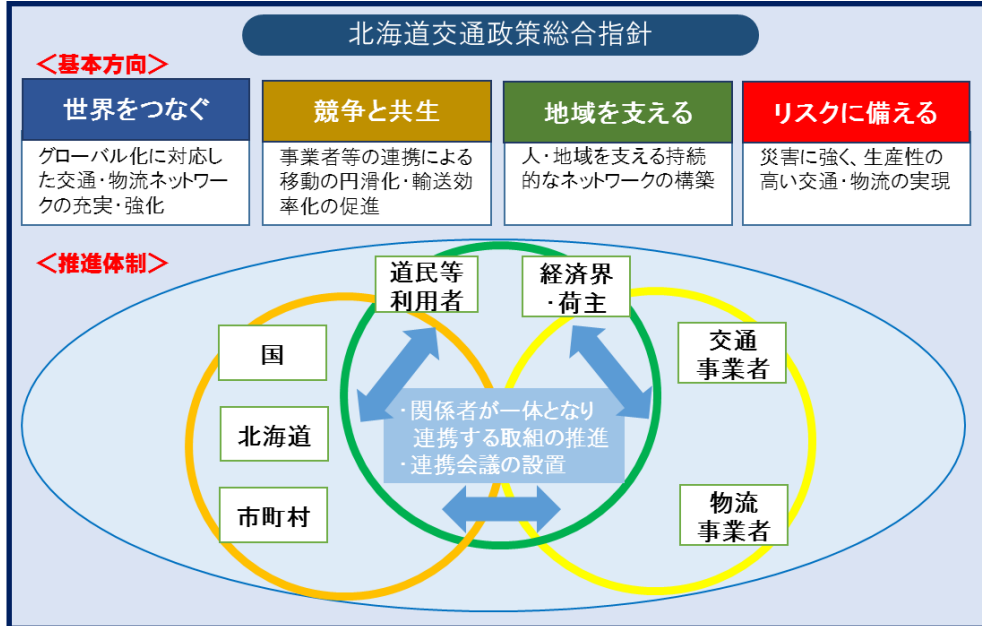 北海道交通政策総合指針
<基本方向>
世界をつなぐ
グローバル化に対応し
た交通・物流ネットワー
クの充実・強化
競争と共生
事業者等の連携による
移動の円滑化・輸送効
率化の促進
地域を支える
人・地域を支える持続
的なネットワークの構築
リスクに備える
災害に強く、生産性の
高い交通・物流の実現
<推進体制>
道民等
利用者
経済界
・荷主
国
北海道
市町村
交通
事業者
物流
事業者
・関係者が一体となり
連携する取組の推進
・連携会議の設置